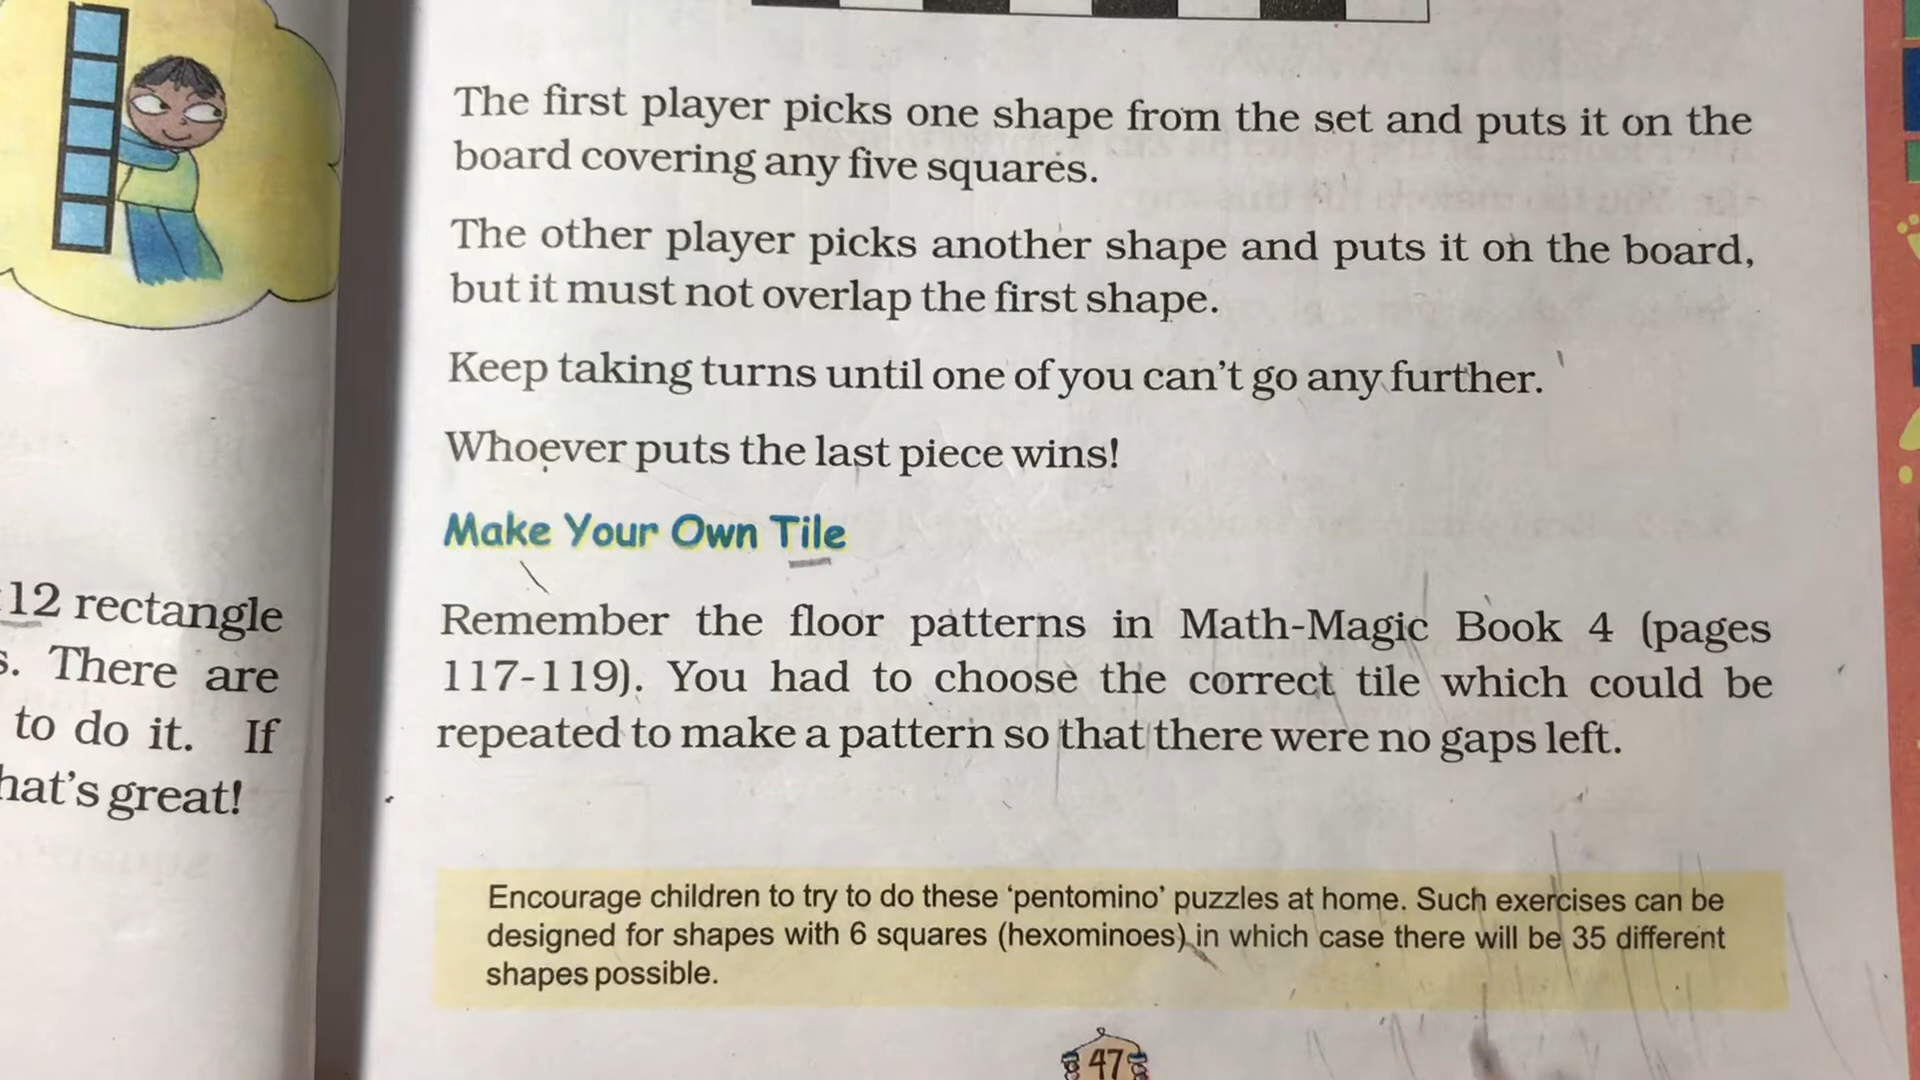 12 rectangle
There are
to do it. If
great!
The first player picks one shape from the set and puts it on the
board covering any five squares.
The other player picks another shape and puts it on the board,
but it must not overlap the first shape.
Keep taking turns until one of you can't go any further.
Whoever puts the last piece wins!
Make Your Own Tile
Remember the floor patterns in Math-Magic Book 4 (pages
117-119). You had to choose the correct tile which could be
repeated to make a pattern so that there were no gaps left.
Encourage children to try to do these 'pentomino' puzzles at home. Such exercises can be
designed for shapes with 6 squares (hexominoes) in which case there will be 35 different
shapes possible.
47